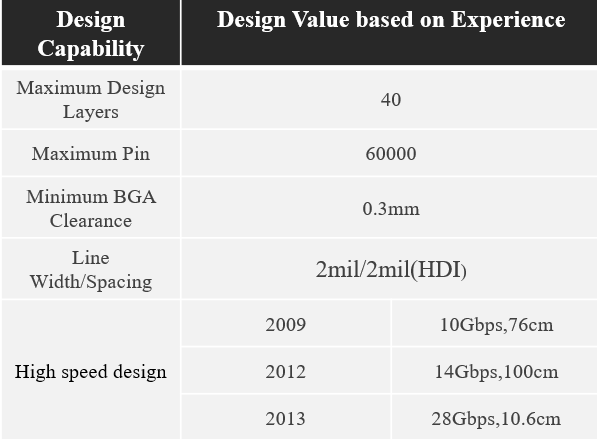 Design Capability
Design Value based on Experience
Maximum Design
Layers
40
Maximum Pin
60000
Minimum BGA
Clearance
0.3mm
Line
Width/Spacing
2mil/2mil(HDI)
High speed design
2009
10Gbps,76cm
2012
14Gbps,100cm
2013
28Gbps,10.6cm